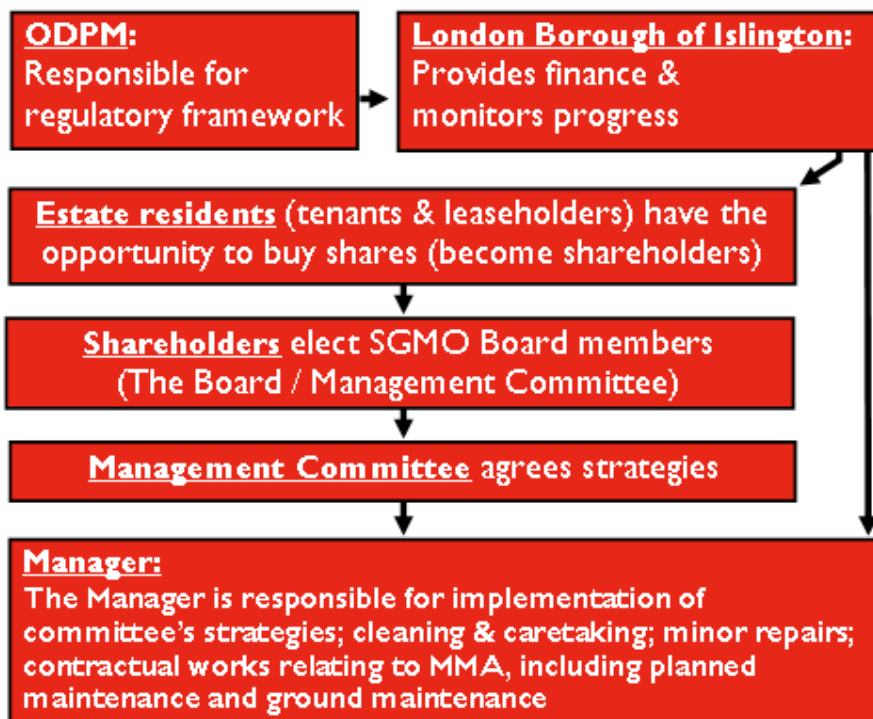 ODPM:
Responsible for
regulatory framework
London Borough of Islington:
Provides finance &
monitors progress
Estate residents (tenants & leaseholders) have the
opportunity to buy shares (become shareholders)
Shareholders elect SGMO Board members
(The Board / Management Committee)
Management Committee agrees strategies
Manager:
The Manager is responsible for implementation of
committee's strategies; cleaning & caretaking; minor repairs;
contractual works relating to MMA, including planned
maintenance and ground maintenance